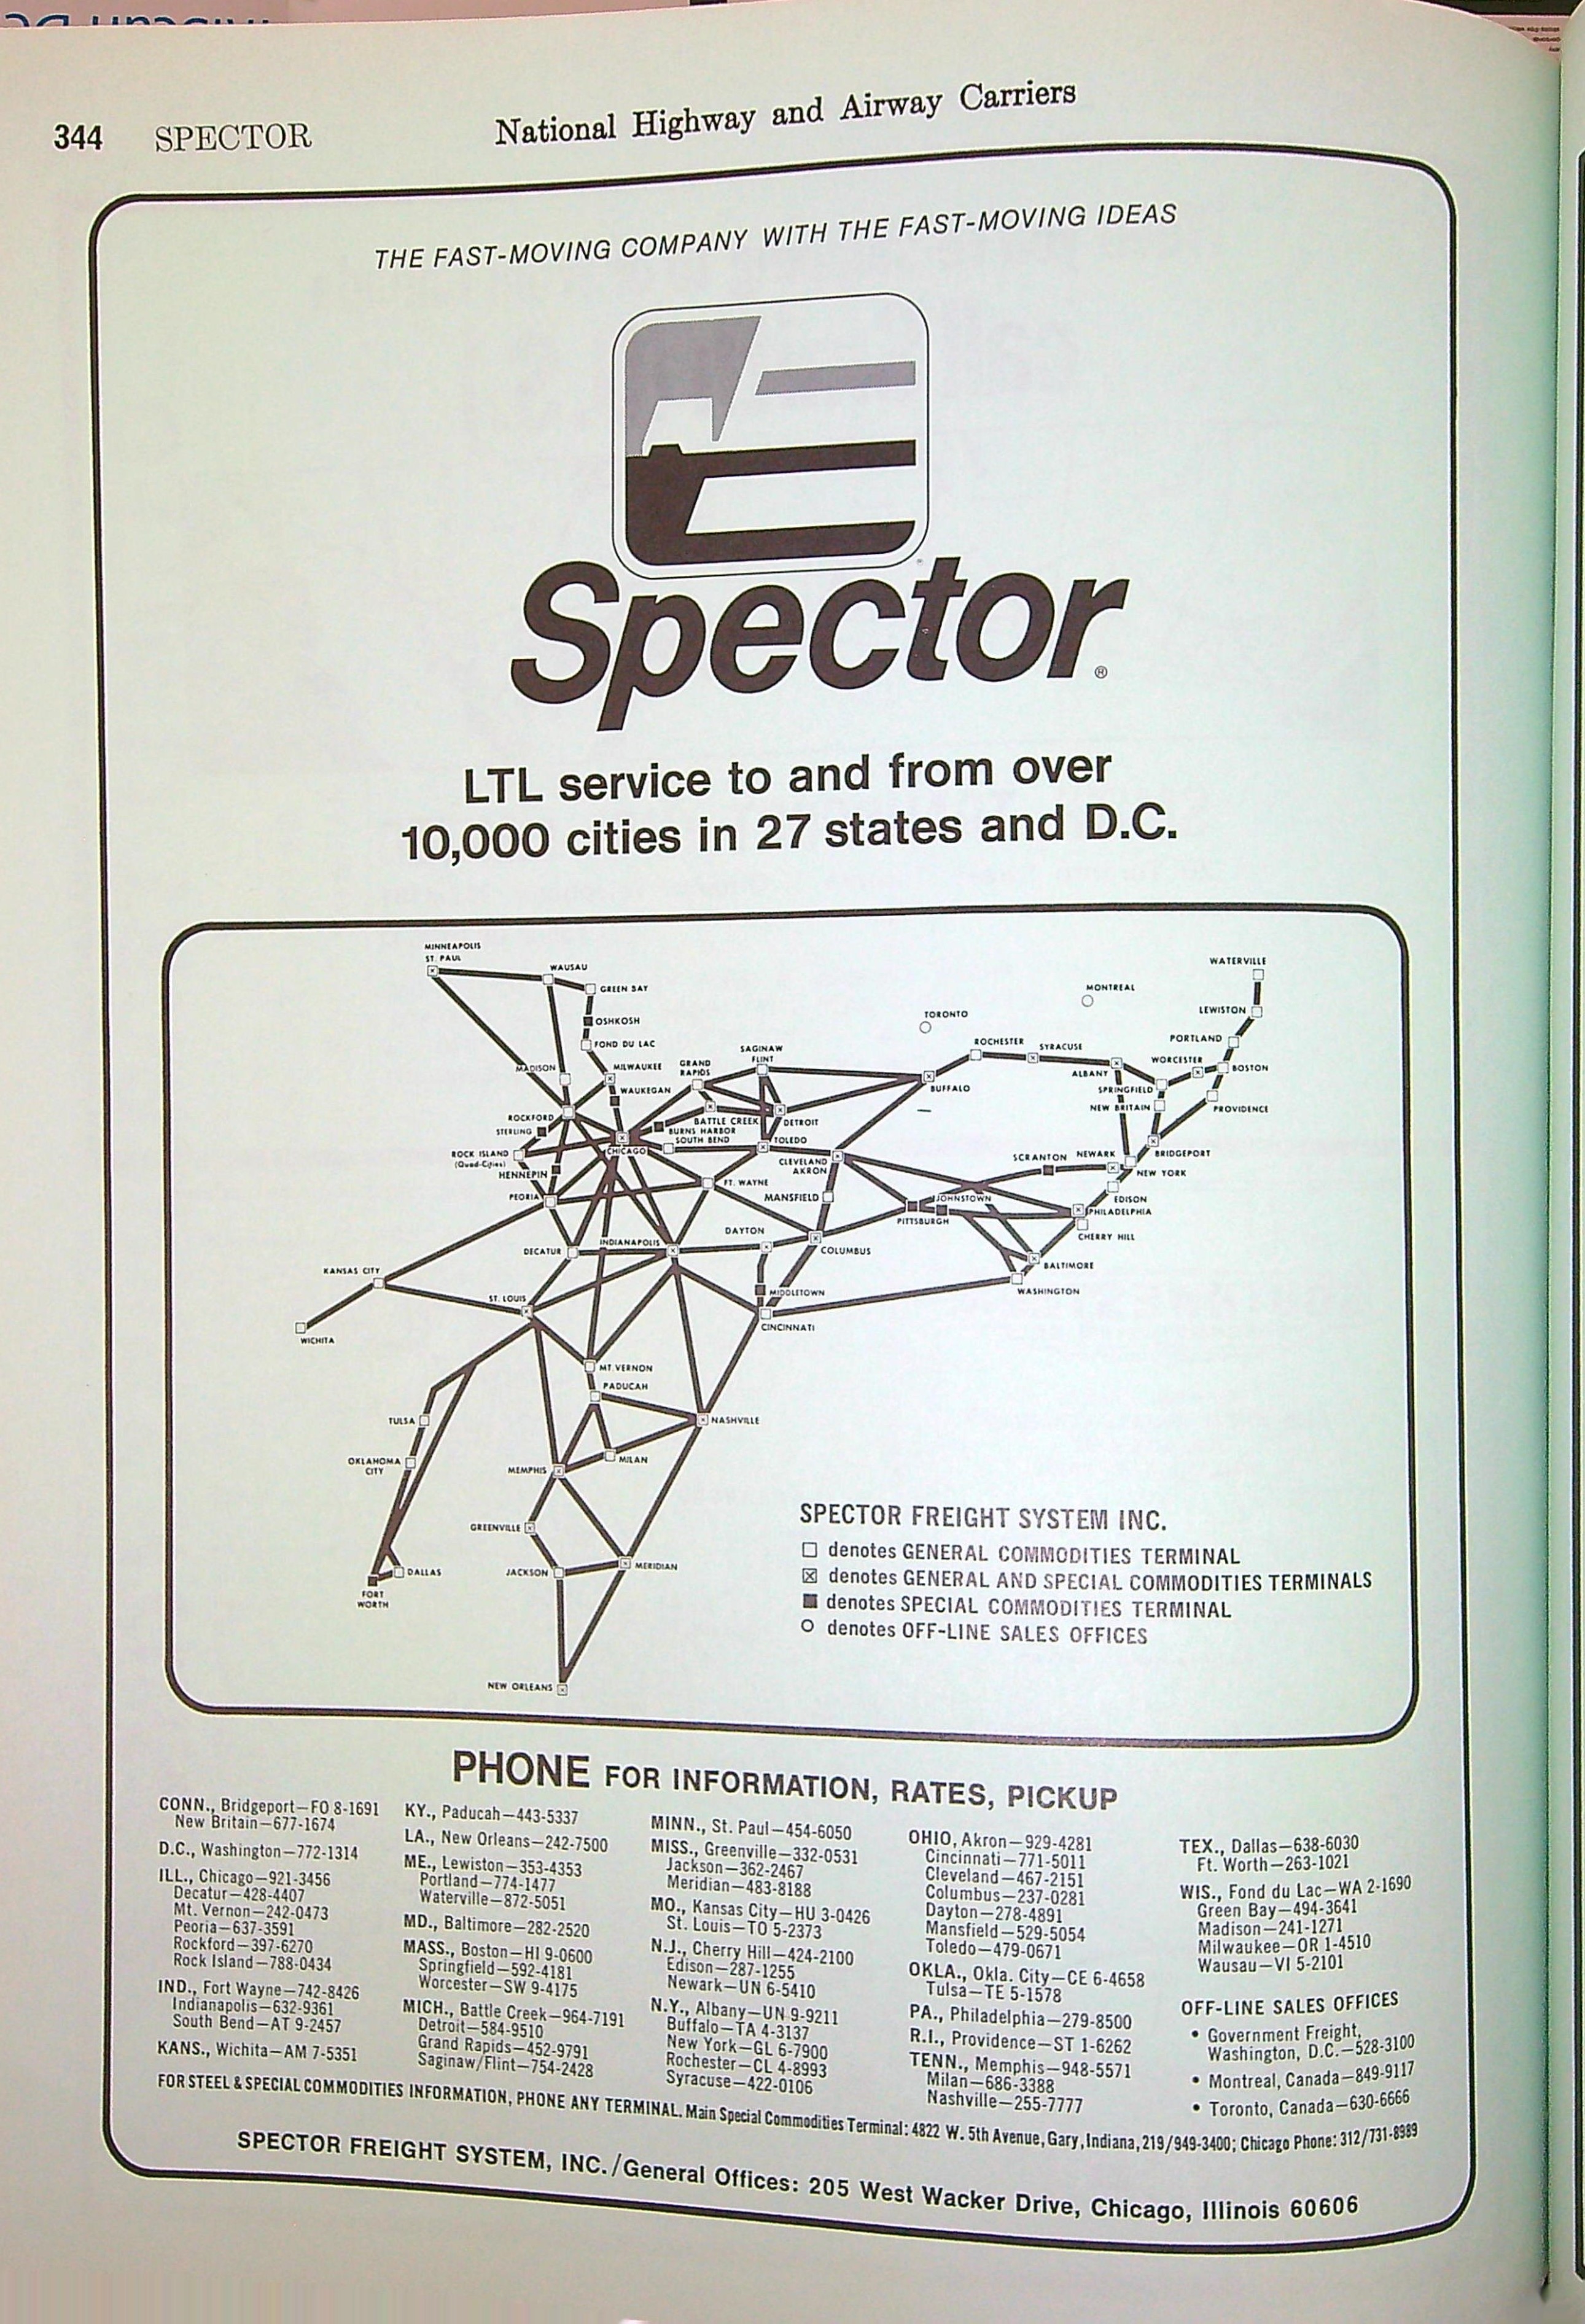 344 SPECTOR
National Highway and Airway Carriers
THE FAST-MOVING COMPANY WITH THE FAST-MOVING IDEAS
Spector®
LTL service to and from over
10,000 cities in 27 states and D.C.
MINNEAPOLIS
ST. PAUL
WAUSAU
GREEN BAY
OSHKOSH
FOND DU LAC
MADISON
MILWAUKEE
WAUKEGAN
GRAND
RAPIDS
SAGINAW
FLINT
TORONTO
MONTREAL
WATERVILLE
LEWISTON
PORTLAND
ROCHESTER
SYRACUSE
ALBANY
WORCESTER
BOSTON
SPRINGFIELD
NEW BRITAIN
PROVIDENCE
BUFFALO
ROCKFORD
STERLING
BATTLE CREEK
DETROIT
BURNS HARBOR
SOUTH BEND
TOLEDO
ROCK ISLAND
(Quad-Cities)
CHICAGO
HENNEPIN
CLEVELAND
AKRON
SCRANTON
NEWARK
BRIDGEPORT
NEW YORK
PEORIA
FT. WAYNE
MANSFIELD
JOHNSTOWN
EDISON
PITTSBURGH
PHILADELPHIA
CHERRY HILL
DAYTON
DECATUR
INDIANAPOLIS
COLUMBUS
BALTIMORE
WASHINGTON
KANSAS CITY
ST. LOUIS
MIDDLETOWN
CINCINNATI
WICHITA
MT. VERNON
PADUCAH
TULSA
NASHVILLE
OKLAHOMA
CITY
MEMPHIS
MILAN
GREENVILLE
DALLAS
JACKSON
MERIDIAN
FORT
WORTH
NEW ORLEANS
SPECTOR FREIGHT SYSTEM INC.
□ denotes GENERAL COMMODITIES TERMINAL
☒ denotes GENERAL AND SPECIAL COMMODITIES TERMINALS
■ denotes SPECIAL COMMODITIES TERMINAL
○ denotes OFF-LINE SALES OFFICES
PHONE FOR INFORMATION, RATES, PICKUP
CONN., Bridgeport—FO 8-1691
New Britain—677-1674
D.C., Washington—772-1314
ILL., Chicago—921-3456
Decatur—428-4407
Mt. Vernon—242-0473
Peoria—637-3591
Rockford—397-6270
Rock Island—788-0434
IND., Fort Wayne—742-8426
Indianapolis—632-9361
South Bend—AT 9-2457
KANS., Wichita—AM 7-5351
KY., Paducah—443-5337
LA., New Orleans—242-7500
ME., Lewiston—353-4353
Portland—774-1477
Waterville—872-5051
MD., Baltimore—282-2520
MASS., Boston—HI 9-0600
Springfield—592-4181
Worcester—SW 9-4175
MICH., Battle Creek—964-7191
Detroit—584-9510
Grand Rapids—452-9791
Saginaw/Flint—754-2428
MINN., St. Paul—454-6050
MISS., Greenville—332-0531
Jackson—362-2467
Meridian—483-8188
MO., Kansas City—HU 3-0426
St. Louis—TO 5-2373
N.J., Cherry Hill—424-2100
Edison—287-1255
Newark—UN 6-5410
N.Y., Albany—UN 9-9211
Buffalo—TA 4-3137
New York—GL 6-7900
Rochester—CL 4-8993
Syracuse—422-0106
OHIO, Akron—929-4281
Cincinnati—771-5011
Cleveland—467-2151
Columbus—237-0281
Dayton—278-4891
Mansfield—529-5054
Toledo—479-0671
OKLA., Okla. City—CE 6-4658
Tulsa—TE 5-1578
PA., Philadelphia—279-8500
R.I., Providence—ST 1-6262
TENN., Memphis—948-5571
Milan—686-3388
Nashville—255-7777
TEX., Dallas—638-6030
Ft. Worth—263-1021
WIS., Fond du Lac—WA 2-1690
Green Bay—494-3641
Madison—241-1271
Milwaukee—OR 1-4510
Wausau—VI 5-2101
OFF-LINE SALES OFFICES
• Government Freight,
Washington, D.C.—528-3100
• Montreal, Canada—849-9117
• Toronto, Canada—630-6666
FOR STEEL & SPECIAL COMMODITIES INFORMATION, PHONE ANY TERMINAL. Main Special Commodities Terminal: 4822 W. 5th Avenue, Gary, Indiana, 219/949-3400; Chicago Phone: 312/731-8989
SPECTOR FREIGHT SYSTEM, INC./General Offices: 205 West Wacker Drive, Chicago, Illinois 60606